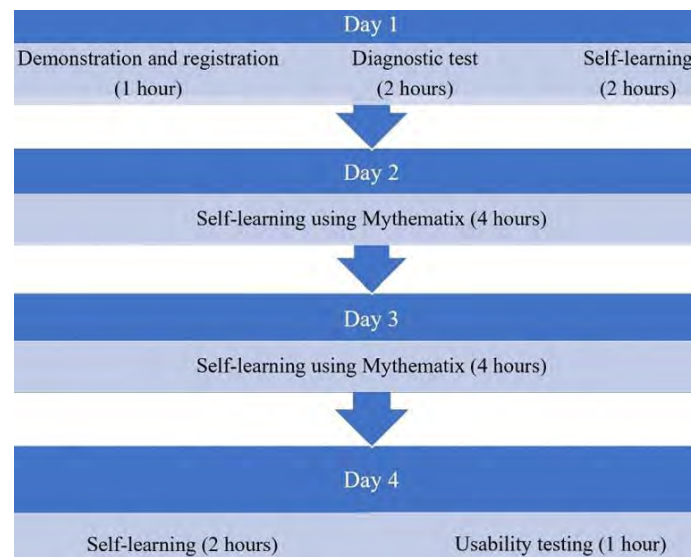 Day 1
Demonstration and registration
(1 hour)
Diagnostic test
(2 hours)
Self-learning
(2 hours)
Day 2
Self-learning using Mythematix (4 hours)
Day 3
Self-learning using Mythematix (4 hours)
Day 4
Self-learning (2 hours)
Usability testing (1 hour)